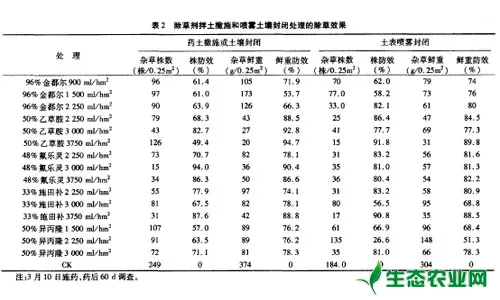 表 2 除草剂拌土撒施和喷雾土壤封闭处理的除草效果
处 理 药土撒施或土壤封闭 土表喷雾封闭
杂草株数 (株/0.25m²) 株防效 (%) 杂草鲜重 (g/0.25m²) 鲜重防效 (%) 杂草株数 (株/0.25m²) 株防效 (%) 杂草鲜重 (g/0.25m²) 鲜重防效 (%)
96%金都尔900 ml/hm² 96 61.4 105 71.9 70 62.0 79 74
96%金都尔1 500 ml/hm² 97 61.0 173 53.7 77.0 58.2 73 76
96%金都尔2 250 ml/hm² 90 63.9 126 66.3 33.0 82.1 61 80
50%乙草胺2 250 ml/hm² 79 68.3 43 88.5 25 86.4 47 84.5
50%乙草胺3 000 ml/hm² 43 82.7 27 92.8 41 77.7 69 77.3
50%乙草胺3750 ml/hm² 126 49.4 20 94.7 15 91.8 31 89.8
48%氟乐灵2 250 ml/hm² 73 70.7 82 78.1 31 83.2 56 81.6
48%氟乐灵3 000 ml/hm² 15 94.0 36 90.4 35 81.0 57 81.3
48%氟乐灵3750 ml/hm² 34 86.3 50 86.6 36 80.4 54 82.2
33%施田补2 250 ml/hm² 55 77.9 97 74.1 31 83.2 58 80.9
33%施田补3 000 ml/hm² 81 67.5 82 78.1 80 56.5 95 68.8
33%施田补3750 ml/hm² 31 87.6 42 88.8 17 90.8 35 88.5
50%异丙隆1 500 ml/hm² 107 57.0 89 76.2 61 66.9 96 68.4
50%异丙隆2 250 ml/hm² 91 63.5 89 76.2 135 26.6 148 51.3
50%异丙隆3 000 ml/hm² 72 71.1 83 78 35 81.0 66 78.3
CK 249 0 374 0 184.0 0 304 0
注:3月10日施药,药后60 d调查。
生态农业网